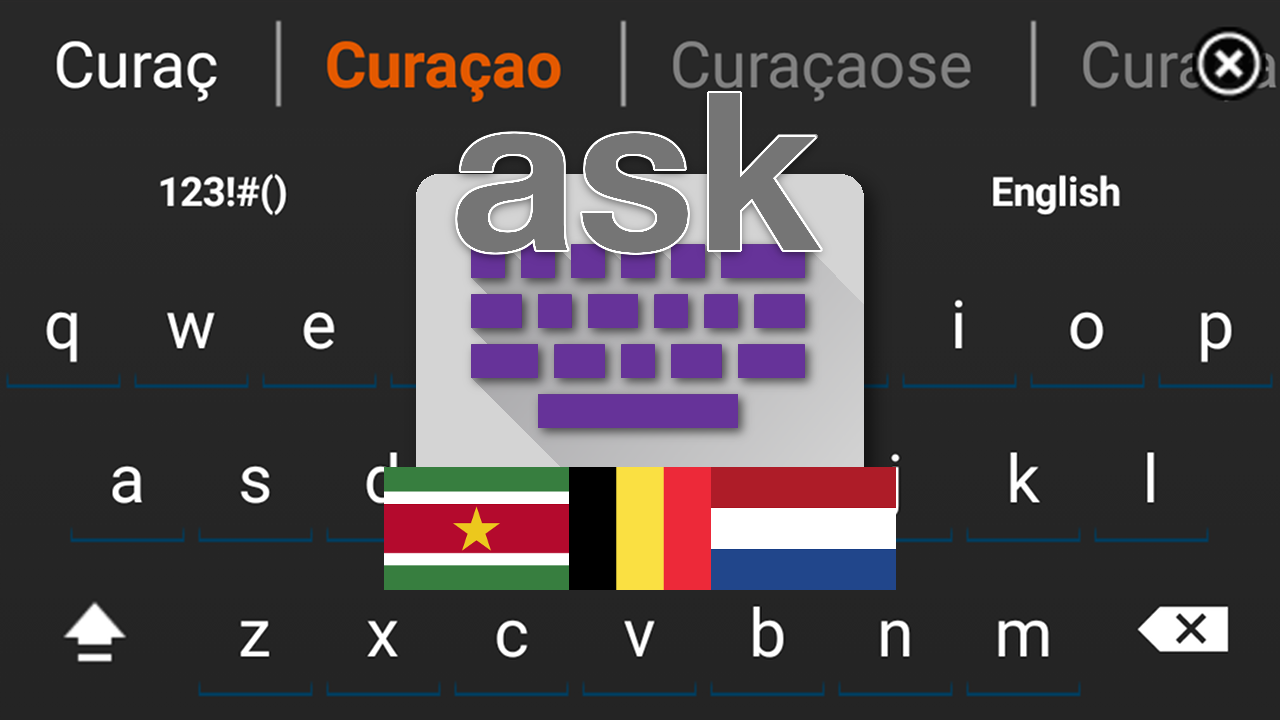 Curaç Curaçao Curaçaose
ask
123!#() English
q w e i o p
a s d j k l
z x c v b n m